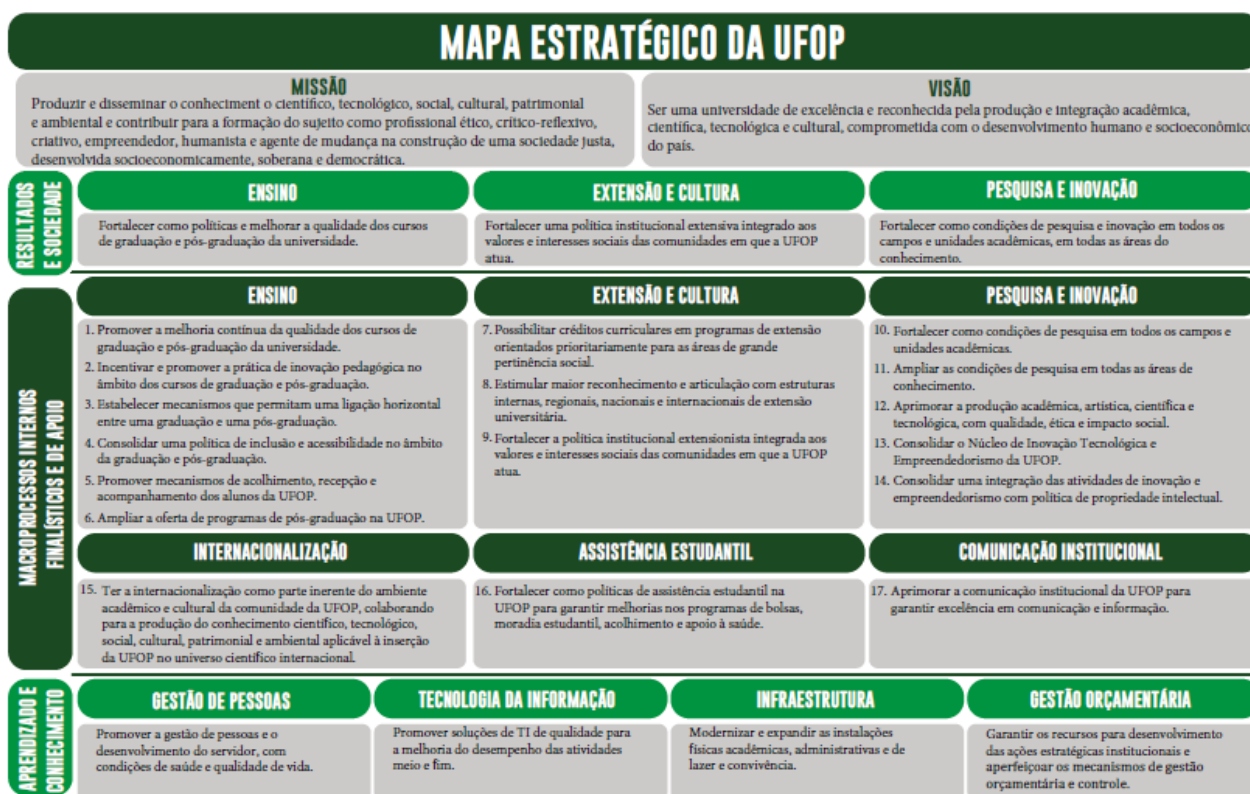 MAPA ESTRATÉGICO DA UFOP
MISSÃO
Produzir e disseminar o conheciment o científico, tecnológico, social, cultural, patrimonial
e ambiental e contribuir para a formação do sujeito como profissional ético, crítico-reflexivo,
criativo, empreendedor, humanista e agente de mudança na construção de uma sociedade justa,
desenvolvida socioeconomicamente, soberana e democrática.
VISÃO
Ser uma universidade de excelência e reconhecida pela produção e integração acadêmica,
científica, tecnológica e cultural, comprometida com o desenvolvimento humano e socioeconômico
do país.
RESULTADOS
E SOCIEDADE
ENSINO
Fortalecer como políticas e melhorar a qualidade dos cursos
de graduação e pós-graduação da universidade.
EXTENSÃO E CULTURA
Fortalecer uma política institucional extensiva integrado aos
valores e interesses sociais das comunidades em que a UFOP
atua.
PESQUISA E INOVAÇÃO
Fortalecer como condições de pesquisa e inovação em todos os
campos e unidades acadêmicas, em todas as áreas do
conhecimento.
MACROPROCESSOS INTERNOS
FINALÍSTICOS E DE APOIO
ENSINO
1. Promover a melhoria contínua da qualidade dos cursos de
graduação e pós-graduação da universidade.
2. Incentivar e promover a prática de inovação pedagógica no
âmbito dos cursos de graduação e pós-graduação.
3. Estabelecer mecanismos que permitam uma ligação horizontal
entre uma graduação e uma pós-graduação.
4. Consolidar uma política de inclusão e acessibilidade no âmbito
da graduação e pós-graduação.
5. Promover mecanismos de acolhimento, recepção e
acompanhamento dos alunos da UFOP.
6. Ampliar a oferta de programas de pós-graduação na UFOP.
EXTENSÃO E CULTURA
7. Possibilitar créditos curriculares em programas de extensão
orientados prioritariamente para as áreas de grande
pertinência social.
8. Estimular maior reconhecimento e articulação com estruturas
internas, regionais, nacionais e internacionais de extensão
universitária.
9. Fortalecer a política institucional extensionista integrada aos
valores e interesses sociais das comunidades em que a UFOP
atua.
PESQUISA E INOVAÇÃO
10. Fortalecer como condições de pesquisa em todos os campos e
unidades acadêmicas.
11. Ampliar as condições de pesquisa em todas as áreas de
conhecimento.
12. Aprimorar a produção acadêmica, artística, científica e
tecnológica, com qualidade, ética e impacto social.
13. Consolidar o Núcleo de Inovação Tecnológica e
Empreendedorismo da UFOP.
14. Consolidar uma integração das atividades de inovação e
empreendedorismo com política de propriedade intelectual.
INTERNACIONALIZAÇÃO
15. Ter a internacionalização como parte inerente do ambiente
acadêmico e cultural da comunidade da UFOP, colaborando
para a produção do conhecimento científico, tecnológico,
social, cultural, patrimonial e ambiental aplicável à inserção
da UFOP no universo científico internacional.
ASSISTÊNCIA ESTUDANTIL
16. Fortalecer como políticas de assistência estudantil na
UFOP para garantir melhorias nos programas de bolsas,
moradia estudantil, acolhimento e apoio à saúde.
COMUNICAÇÃO INSTITUCIONAL
17. Aprimorar a comunicação institucional da UFOP para
garantir excelência em comunicação e informação.
APRENDIZADO E
CONHECIMENTO
GESTÃO DE PESSOAS
Promover a gestão de pessoas e o
desenvolvimento do servidor, com
condições de saúde e qualidade de vida.
TECNOLOGIA DA INFORMAÇÃO
Promover soluções de TI de qualidade para
a melhoria do desempenho das atividades
meio e fim.
INFRAESTRUTURA
Modernizar e expandir as instalações
físicas acadêmicas, administrativas e de
lazer e convivência.
GESTÃO ORÇAMENTÁRIA
Garantir os recursos para desenvolvimento
das ações estratégicas institucionais e
aperfeiçoar os mecanismos de gestão
orçamentária e controle.